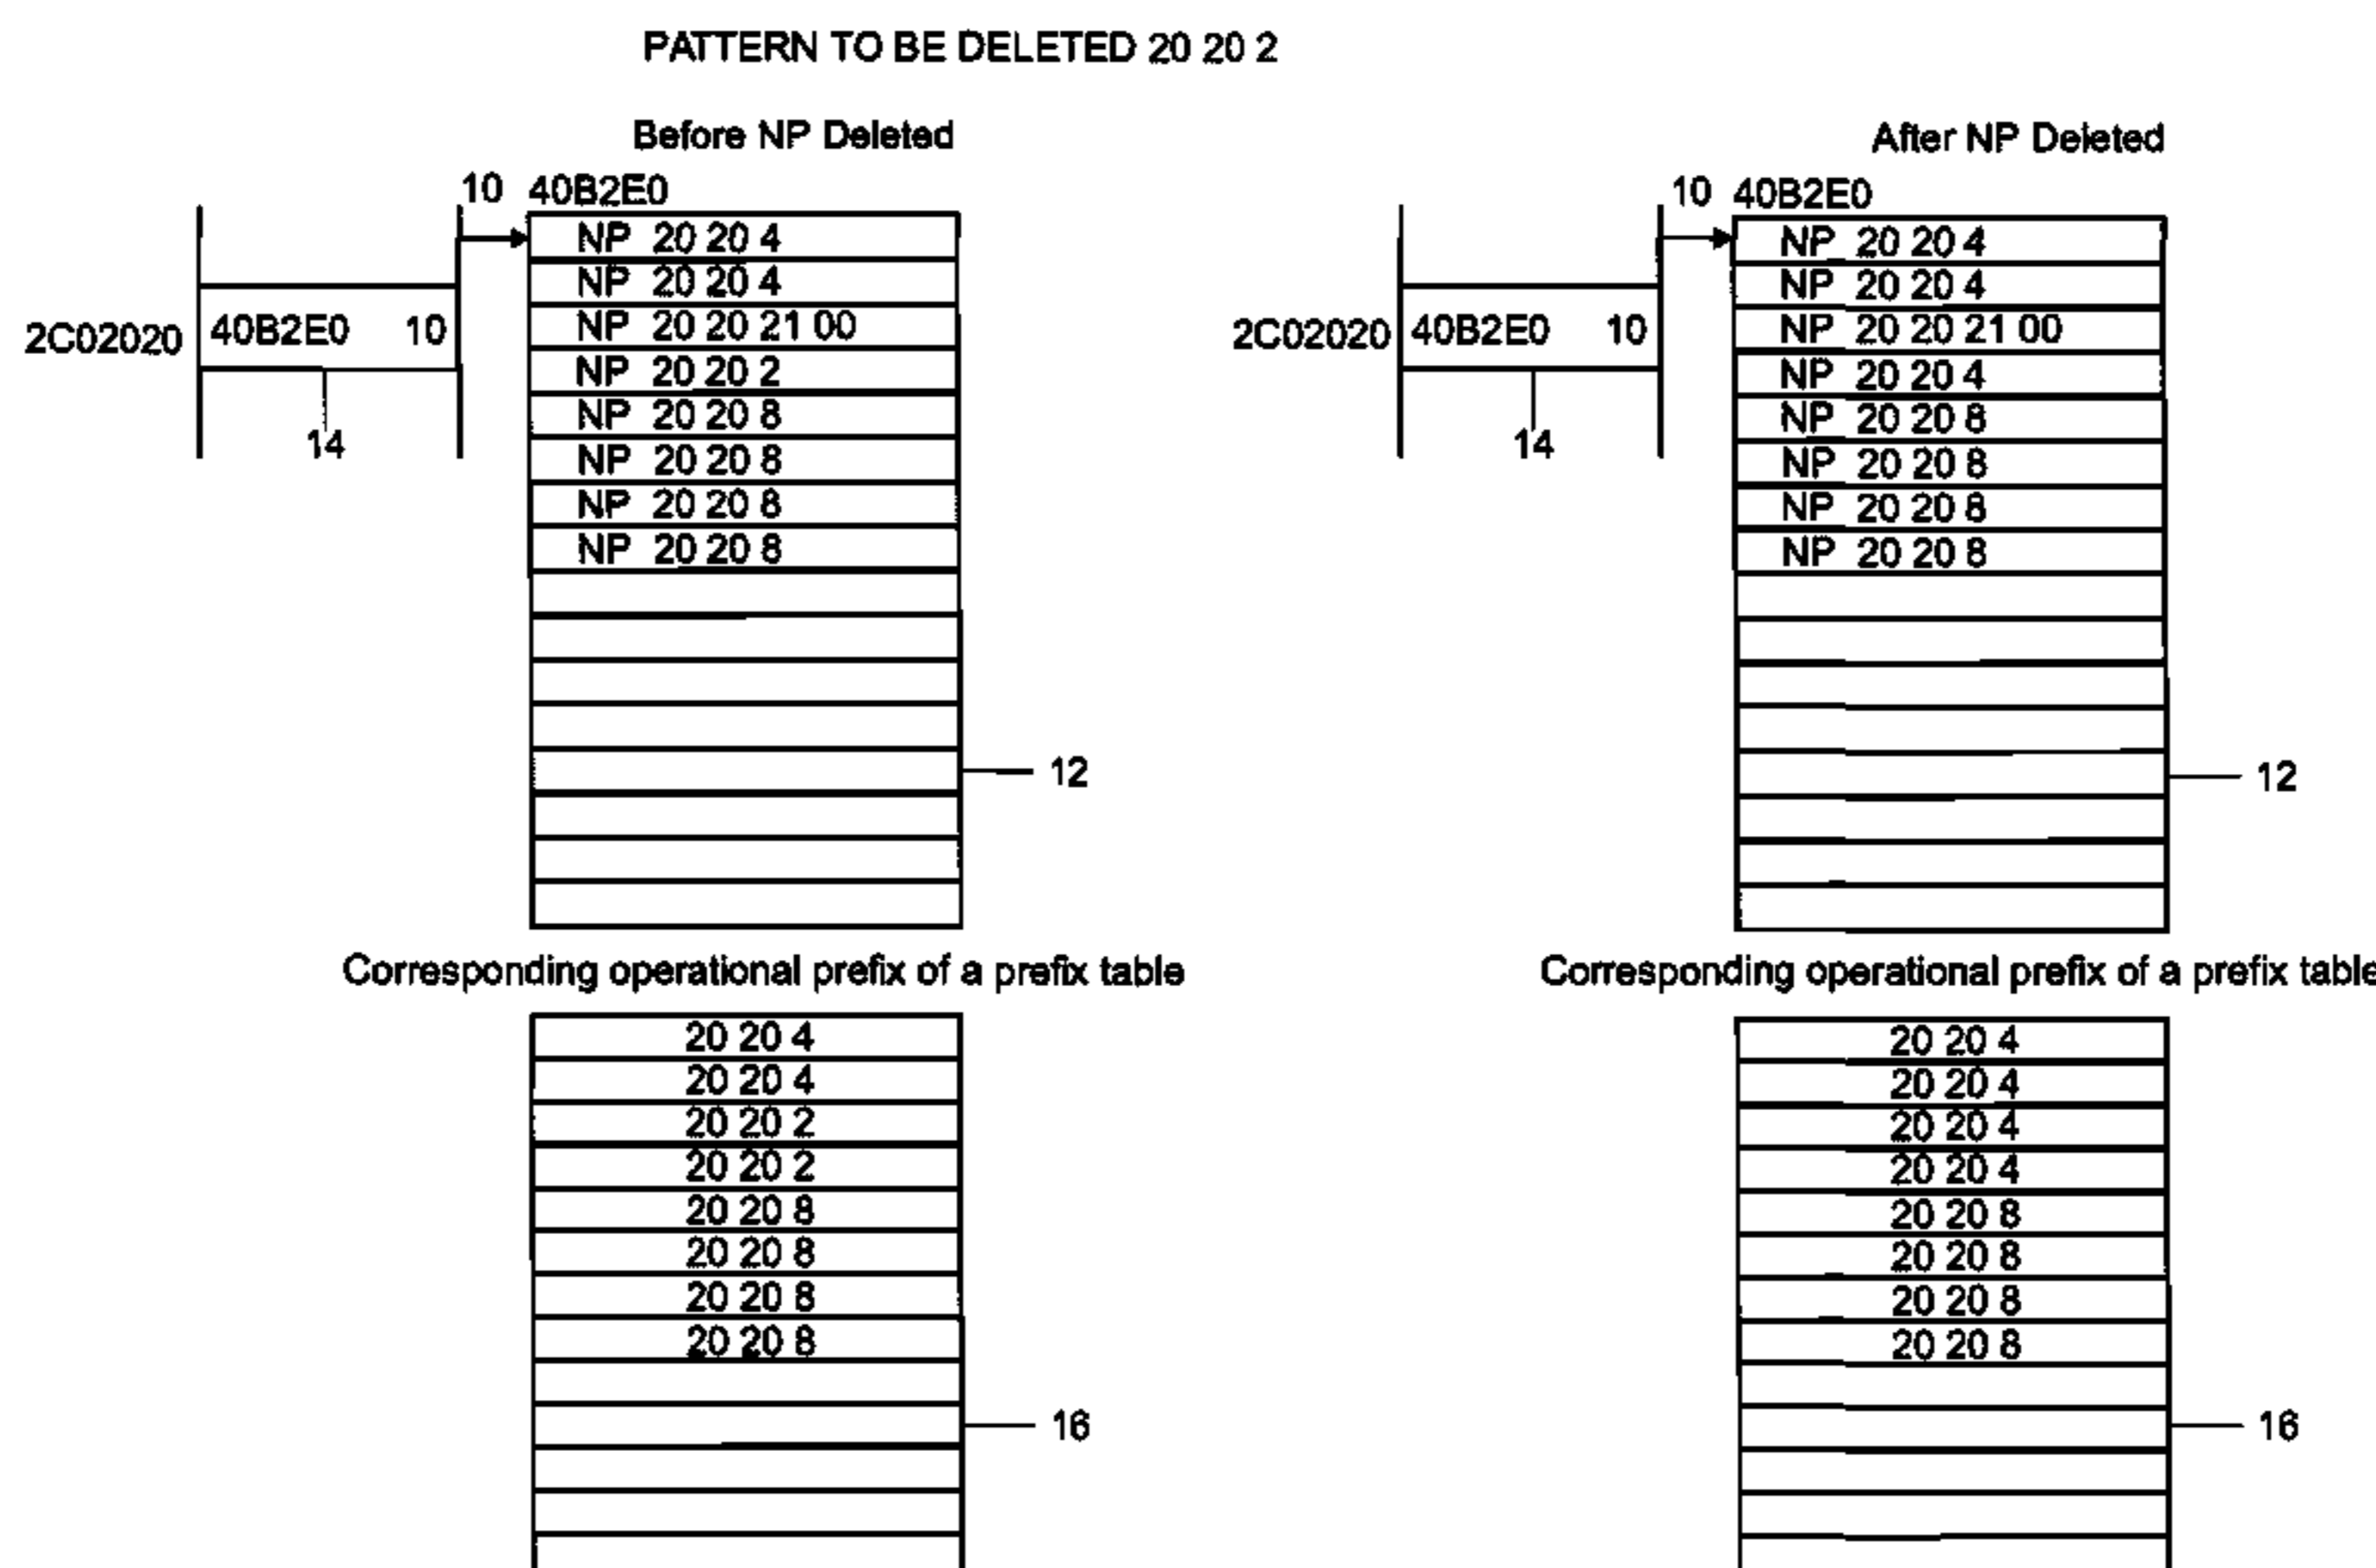 PATTERN TO BE DELETED 20 20 2
Before NP Deleted
10 40B2E0
NP 20 20 4
NP 20 20 4
2C02020 40B2E0 10
NP 20 20 21 00
NP 20 20 2
NP 20 20 8
14
NP 20 20 8
NP 20 20 8
NP 20 20 8
12
Corresponding operational prefix of a prefix table
20 20 4
20 20 4
20 20 2
20 20 2
20 20 8
20 20 8
20 20 8
20 20 8
16
After NP Deleted
10 40B2E0
NP 20 20 4
NP 20 20 4
2C02020 40B2E0 10
NP 20 20 21 00
NP 20 20 4
NP 20 20 8
14
NP 20 20 8
NP 20 20 8
NP 20 20 8
12
Corresponding operational prefix of a prefix table
20 20 4
20 20 4
20 20 4
20 20 4
20 20 8
20 20 8
20 20 8
20 20 8
16